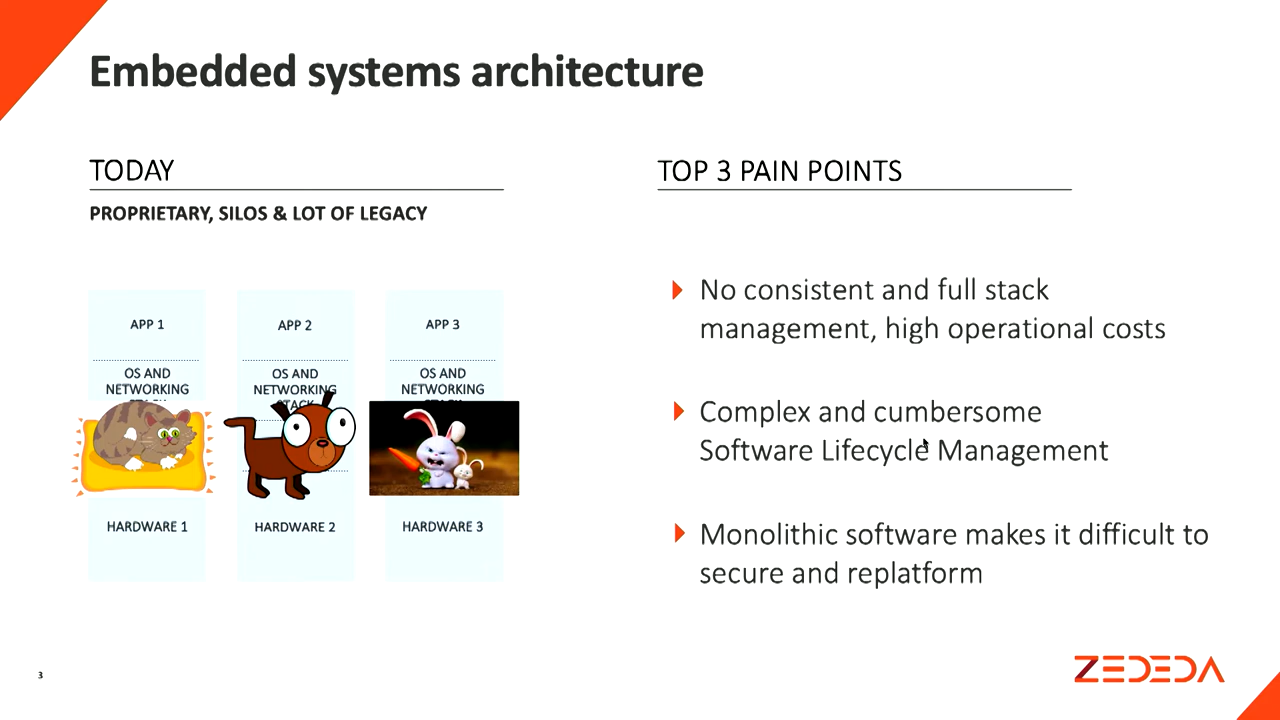 Embedded systems architecture
TODAY
PROPRIETARY, SILOS & LOT OF LEGACY
APP 1
OS AND
NETWORKING
HARDWARE 1
APP 2
OS AND
NETWORKING
STACK
HARDWARE 2
APP 3
OS AND
NETWORKING
HARDWARE 3
TOP 3 PAIN POINTS
No consistent and full stack
management, high operational costs
Complex and cumbersome
Software Lifecycle Management
Monolithic software makes it difficult to
secure and replatform
3
ZEDEDA